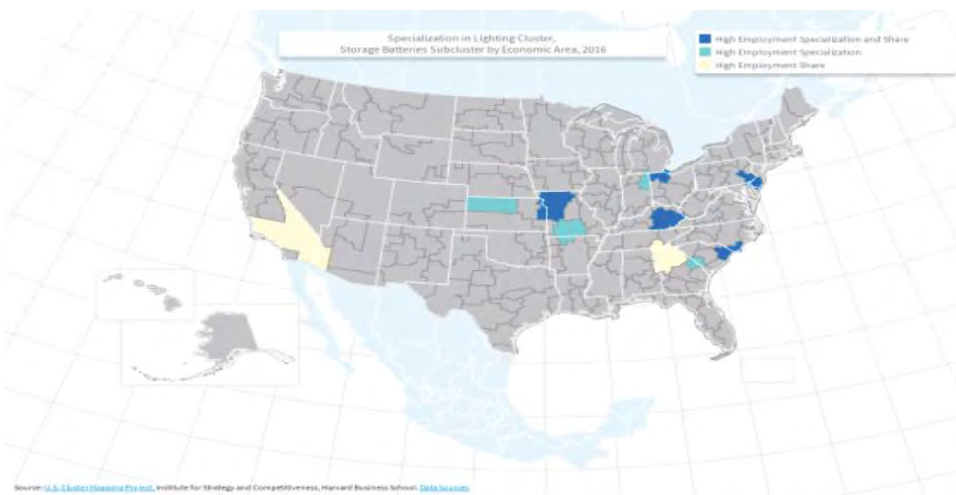 Specialization in Lighting Cluster,
Storage Batteries Subcluster by Economic Area, 2016
High Employment Specialization and Share
High Employment Specialization
High Employment Share
Source: U.S. Cluster Mapping Project, Institute for Strategy and Competitiveness, Harvard Business School. Data Sources